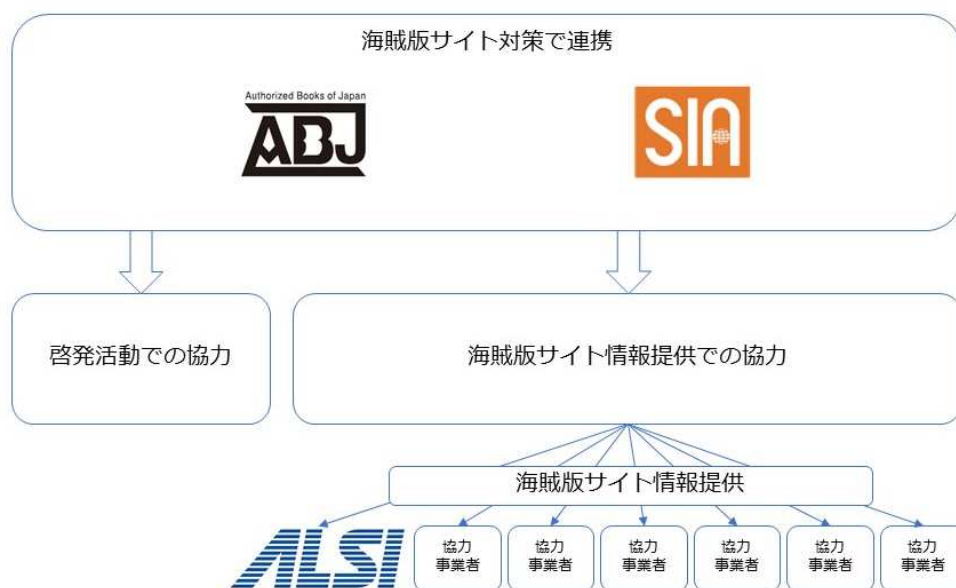 海賊版サイト対策で連携
Authorized Books of Japan
ABJ
SIA
啓発活動での協力
海賊版サイト情報提供での協力
海賊版サイト情報提供
ALSI
協力
事業者
協力
事業者
協力
事業者
協力
事業者
協力
事業者
協力
事業者